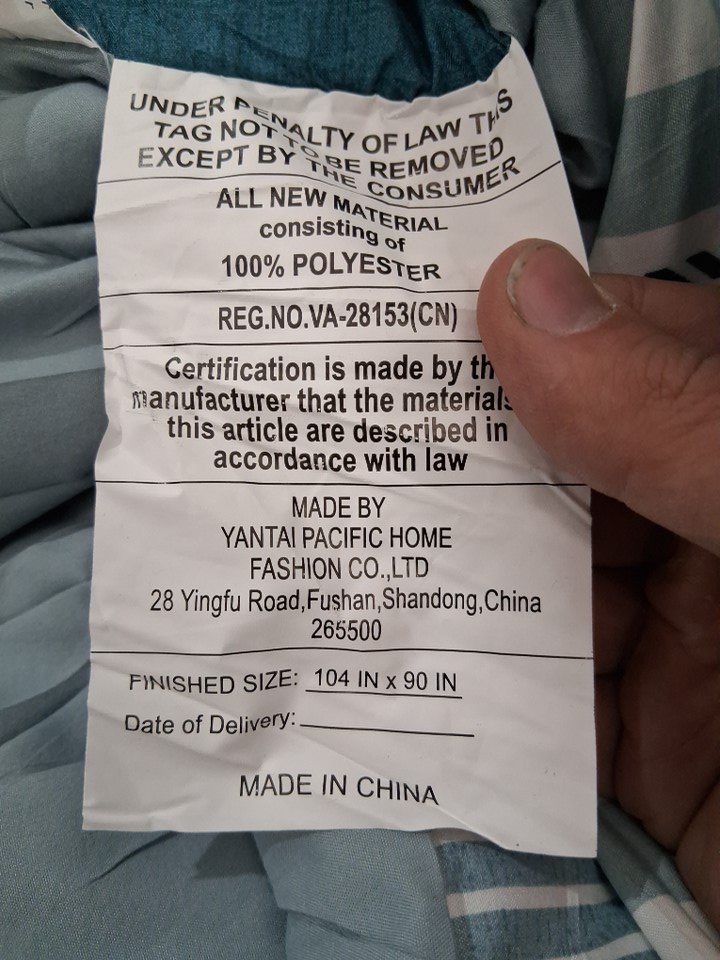 UNDER PENALTY OF LAW THIS
TAG NOT TO BE REMOVED
EXCEPT BY THE CONSUMER
ALL NEW MATERIAL
consisting of
100% POLYESTER
REG.NO.VA-28153(CN)
Certification is made by th
manufacturer that the materials
this article are described in
accordance with law
MADE BY
YANTAI PACIFIC HOME
FASHION CO.,LTD
28 Yingfu Road,Fushan,Shandong,China
265500
FINISHED SIZE: 104 IN x 90 IN
Date of Delivery:
MADE IN CHINA